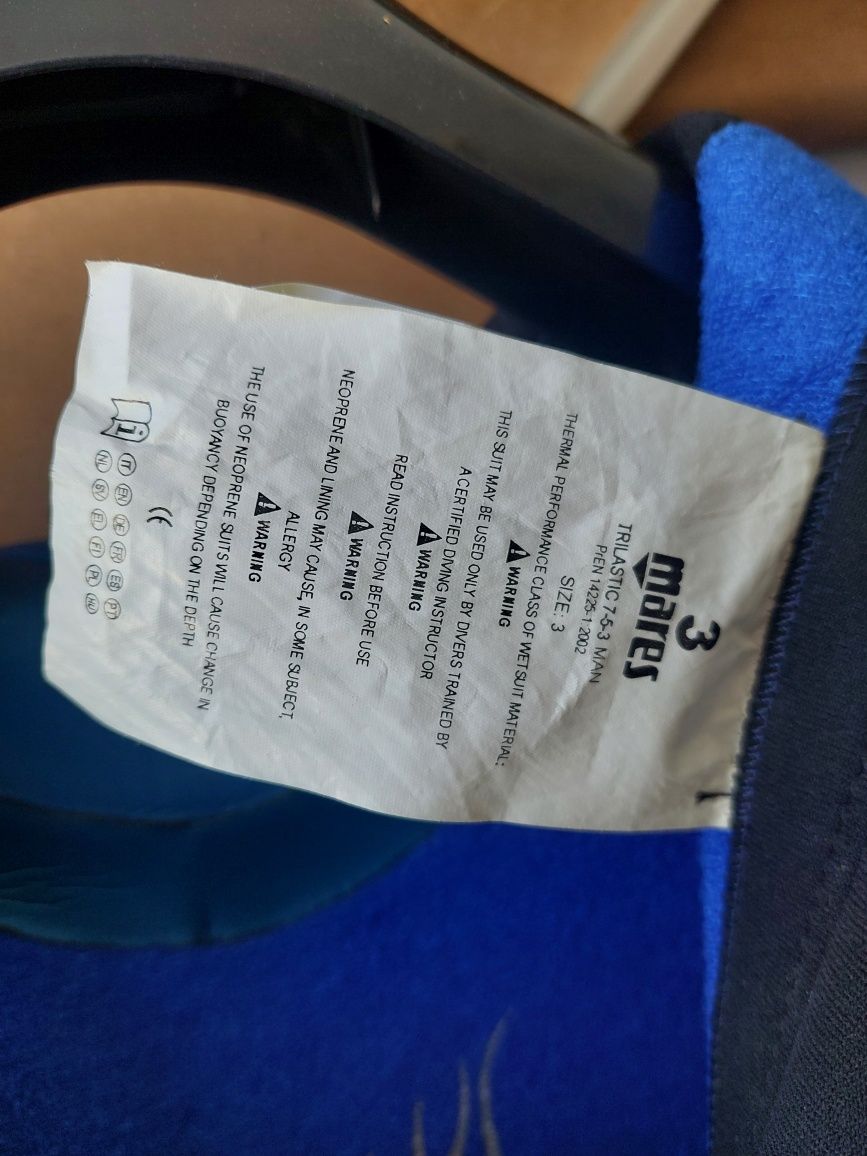 3
mares
TRILASTIC 7-5-3 MAN
PrEN 14225-1:2002
SIZE: 3
THERMAL PERFORMANCE CLASS OF WETSUIT MATERIAL:
WARNING
THIS SUIT MAY BE USED ONLY BY DIVERS TRAINED BY
A CERTIFIED DIVING INSTRUCTOR
WARNING
READ INSTRUCTION BEFORE USE
WARNING
NEOPRENE AND LINING MAY CAUSE, IN SOME SUBJECT,
ALLERGY
WARNING
THE USE OF NEOPRENE SUITS WILL CAUSE CHANGE IN
BUOYANCY DEPENDING ON THE DEPTH
CE
i IT EN DE FR ES PT
NL SV EL FI PL HU